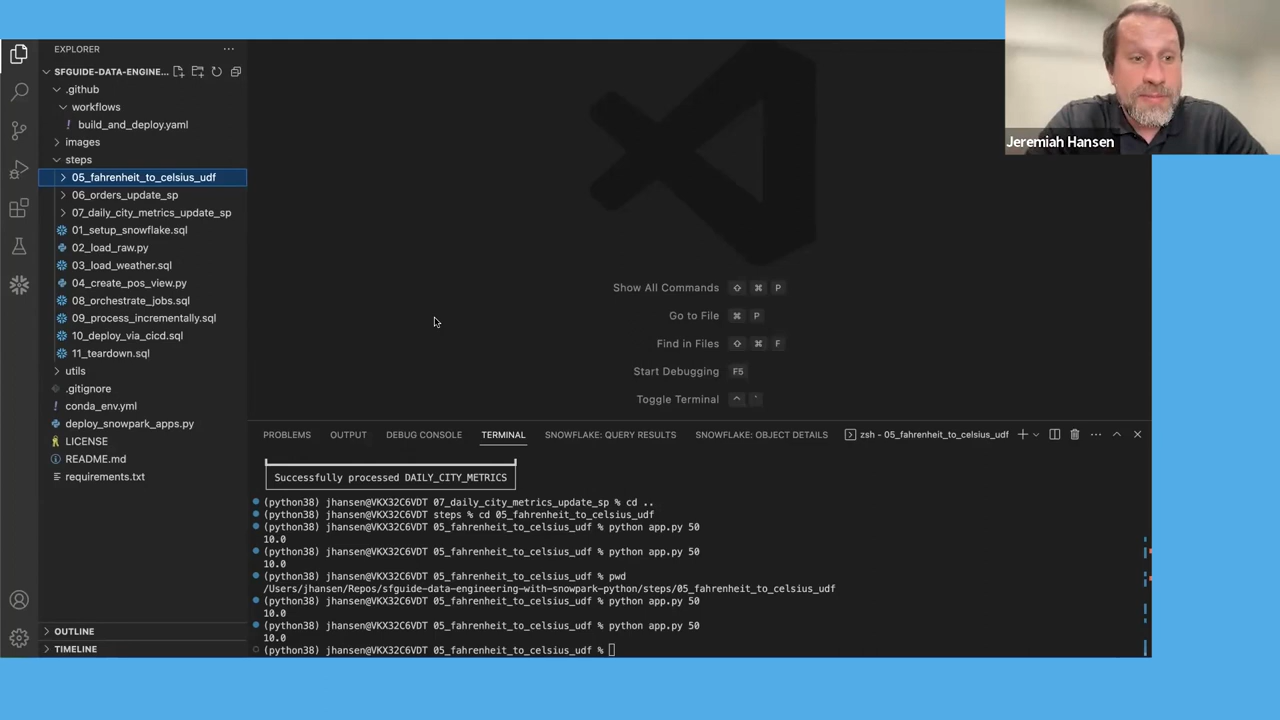 EXPLORER
SFGUIDE-DATA-ENGINE...
.github
workflows
! build_and_deploy.yaml
images
steps
05_fahrenheit_to_celsius_udf
06_orders_update_sp
07_daily_city_metrics_update_sp
01_setup_snowflake.sql
02_load_raw.py
03_load_weather.sql
04_create_pos_view.py
08_orchestrate_jobs.sql
09_process_incrementally.sql
10_deploy_via_cicd.sql
11_teardown.sql
utils
.gitignore
! conda_env.yml
deploy_snowpark_apps.py
LICENSE
README.md
requirements.txt
OUTLINE
TIMELINE
Show All Commands ⇧ ⌘ P
Go to File ⌘ P
Find in Files ⇧ ⌘ F
Start Debugging F5
Toggle Terminal ^ `
Jeremiah Hansen
PROBLEMS OUTPUT DEBUG CONSOLE TERMINAL SNOWFLAKE: QUERY RESULTS SNOWFLAKE: OBJECT DETAILS zsh - 05_fahrenheit_to_celsius_udf
Successfully processed DAILY_CITY_METRICS
(python38) jhansen@VKX32C6VDT 07_daily_city_metrics_update_sp % cd ..
(python38) jhansen@VKX32C6VDT steps % cd 05_fahrenheit_to_celsius_udf
(python38) jhansen@VKX32C6VDT 05_fahrenheit_to_celsius_udf % python app.py 50
10.0
(python38) jhansen@VKX32C6VDT 05_fahrenheit_to_celsius_udf % python app.py 50
10.0
(python38) jhansen@VKX32C6VDT 05_fahrenheit_to_celsius_udf % pwd
/Users/jhansen/Repos/sfguide-data-engineering-with-snowpark-python/steps/05_fahrenheit_to_celsius_udf
(python38) jhansen@VKX32C6VDT 05_fahrenheit_to_celsius_udf % python app.py 50
10.0
(python38) jhansen@VKX32C6VDT 05_fahrenheit_to_celsius_udf % python app.py 50
10.0
(python38) jhansen@VKX32C6VDT 05_fahrenheit_to_celsius_udf %